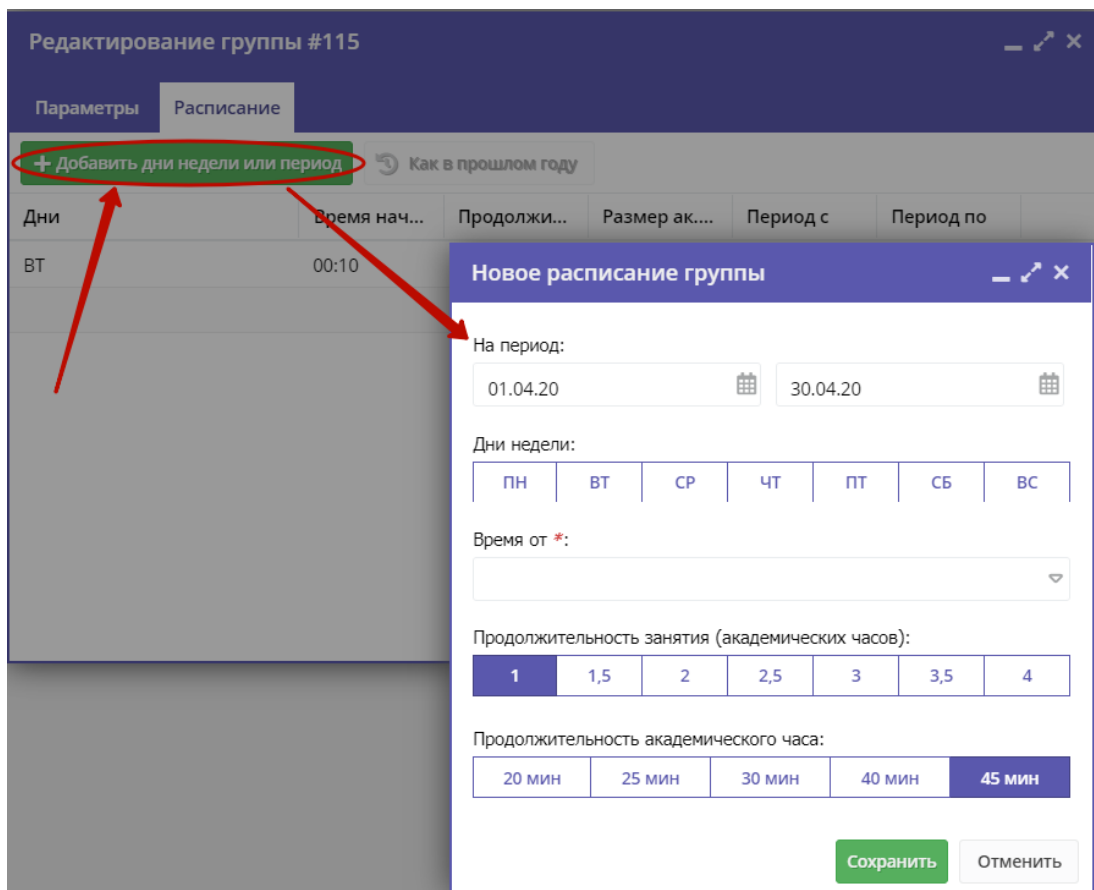 Редактирование группы #115
Параметры Расписание
Добавить дни недели или период Как в прошлом году
Дни Время нач... Продолжи... Размер ак.... Период с Период по
ВТ 00:10
Новое расписание группы
На период:
01.04.20 30.04.20
Дни недели:
ПН ВТ СР ЧТ ПТ СБ ВС
Время от *:
Продолжительность занятия (академических часов):
1 1,5 2 2,5 3 3,5 4
Продолжительность академического часа:
20 мин 25 мин 30 мин 40 мин 45 мин
Сохранить Отменить